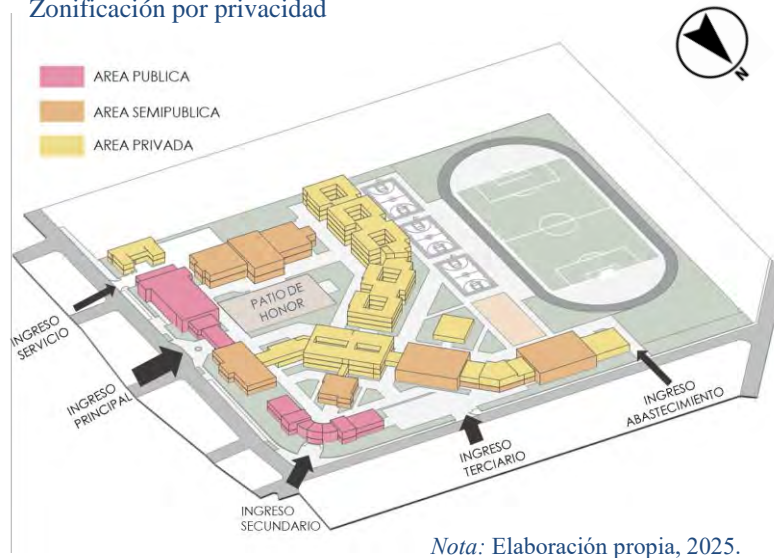 Zonificación por privacidad
N
AREA PUBLICA
AREA SEMIPUBLICA
AREA PRIVADA
PATIO DE
HONOR
INGRESO
SERVICIO
INGRESO
PRINCIPAL
INGRESO
SECUNDARIO
INGRESO
TERCIARIO
INGRESO
ABASTECIMIENTO
Nota: Elaboración propia, 2025.